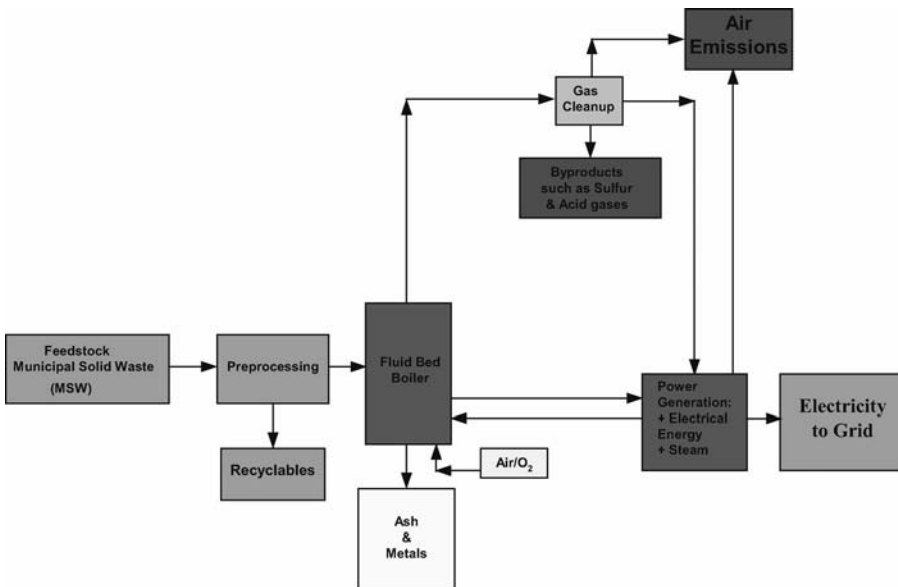 Air
Emissions
Gas
Cleanup
Byproducts
such as Sulfur
& Acid gases
Feedstock
Municipal Solid Waste
(MSW)
Preprocessing
Fluid Bed
Boiler
Power
Generation:
+ Electrical
Energy
+ Steam
Electricity
to Grid
Recyclables
Air/O₂
Ash
&
Metals